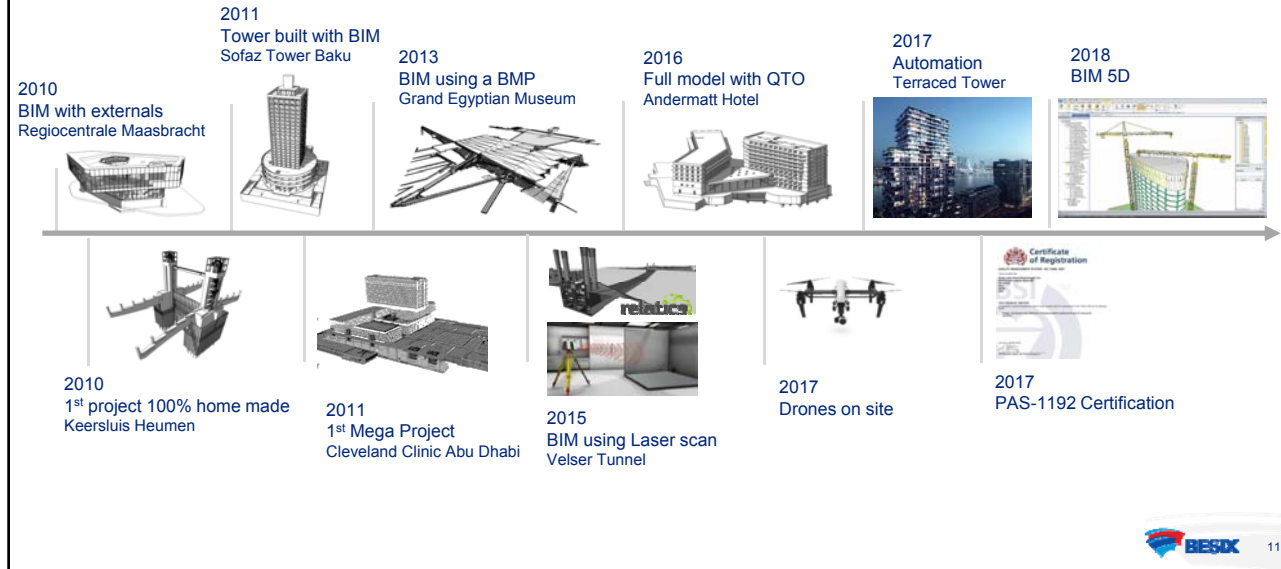 2010
BIM with externals
Regiocentrale Maasbracht
2011
Tower built with BIM
Sofaz Tower Baku
2013
BIM using a BMP
Grand Egyptian Museum
2016
Full model with QTO
Andermatt Hotel
2017
Automation
Terraced Tower
2018
BIM 5D
2010
1st project 100% home made
Keersluis Heumen
2011
1st Mega Project
Cleveland Clinic Abu Dhabi
relatics
2015
BIM using Laser scan
Velser Tunnel
2017
Drones on site
Certificate
of Registration
BSI
2017
PAS-1192 Certification
BESIX
11